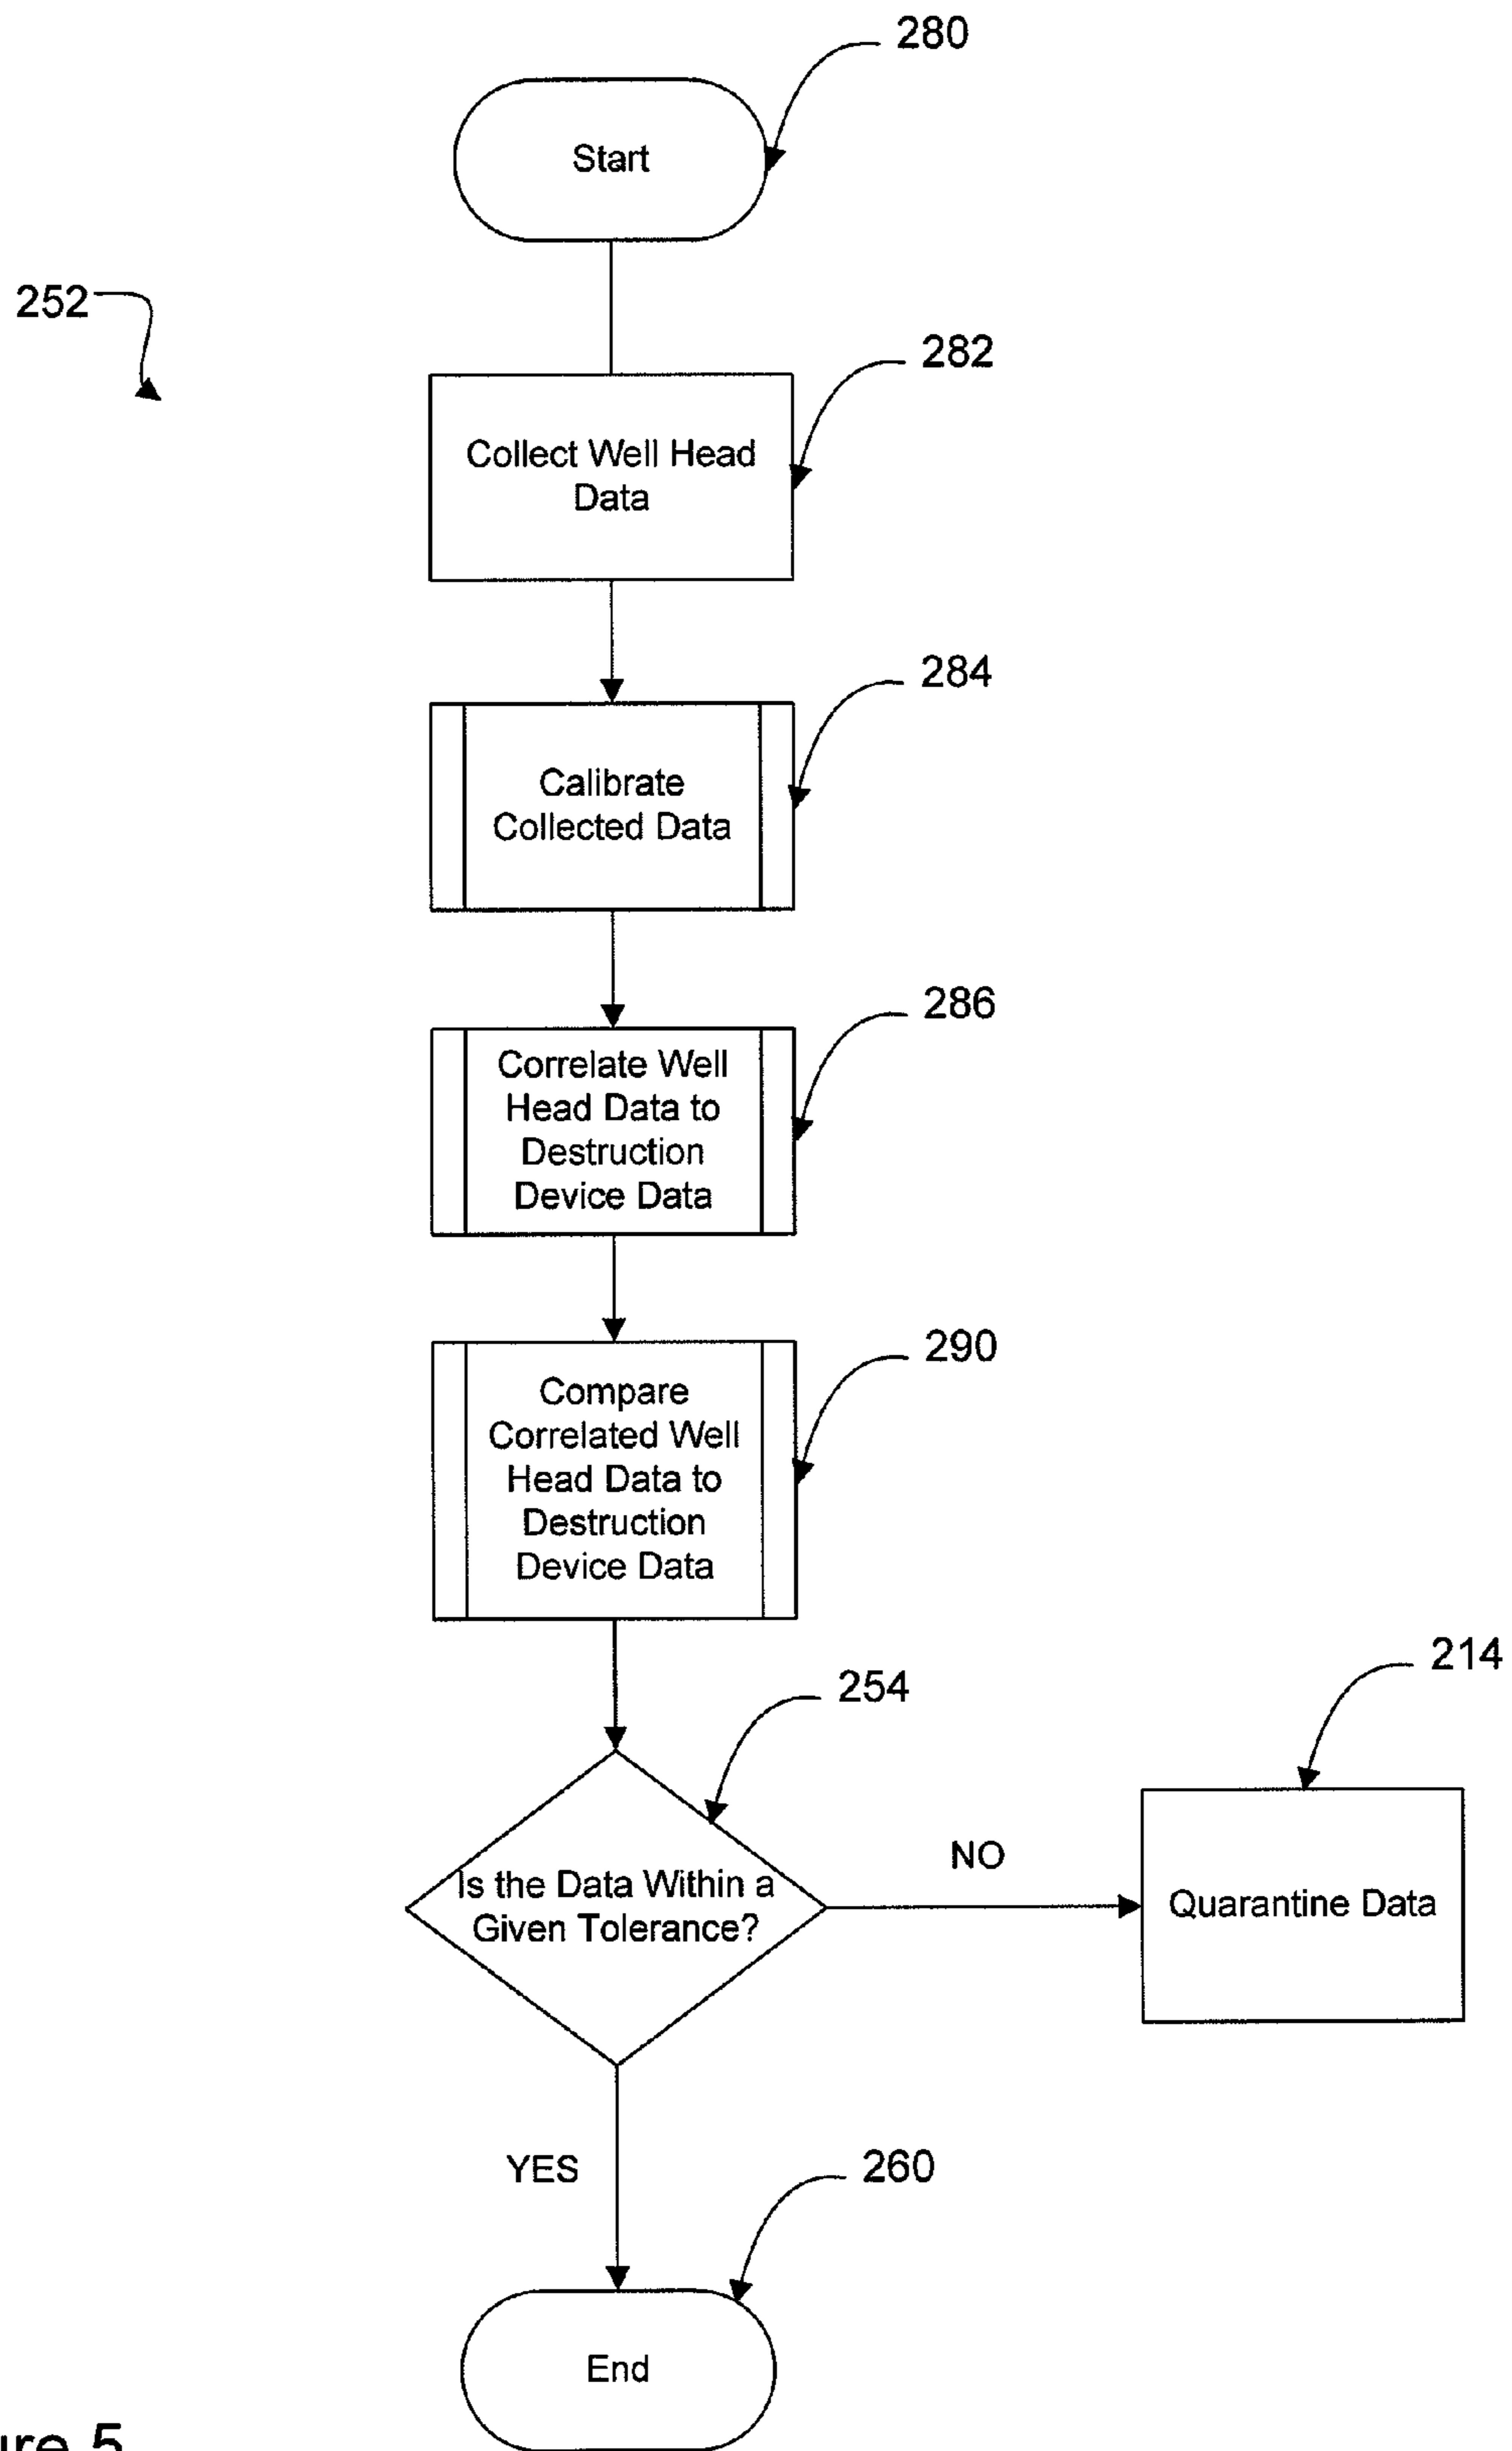 280
Start
252
282
Collect Well Head
Data
284
Calibrate
Collected Data
286
Correlate Well
Head Data to
Destruction
Device Data
290
Compare
Correlated Well
Head Data to
Destruction
Device Data
214
254
Is the Data Within a
Given Tolerance?
NO
Quarantine Data
YES
260
End
ure 5